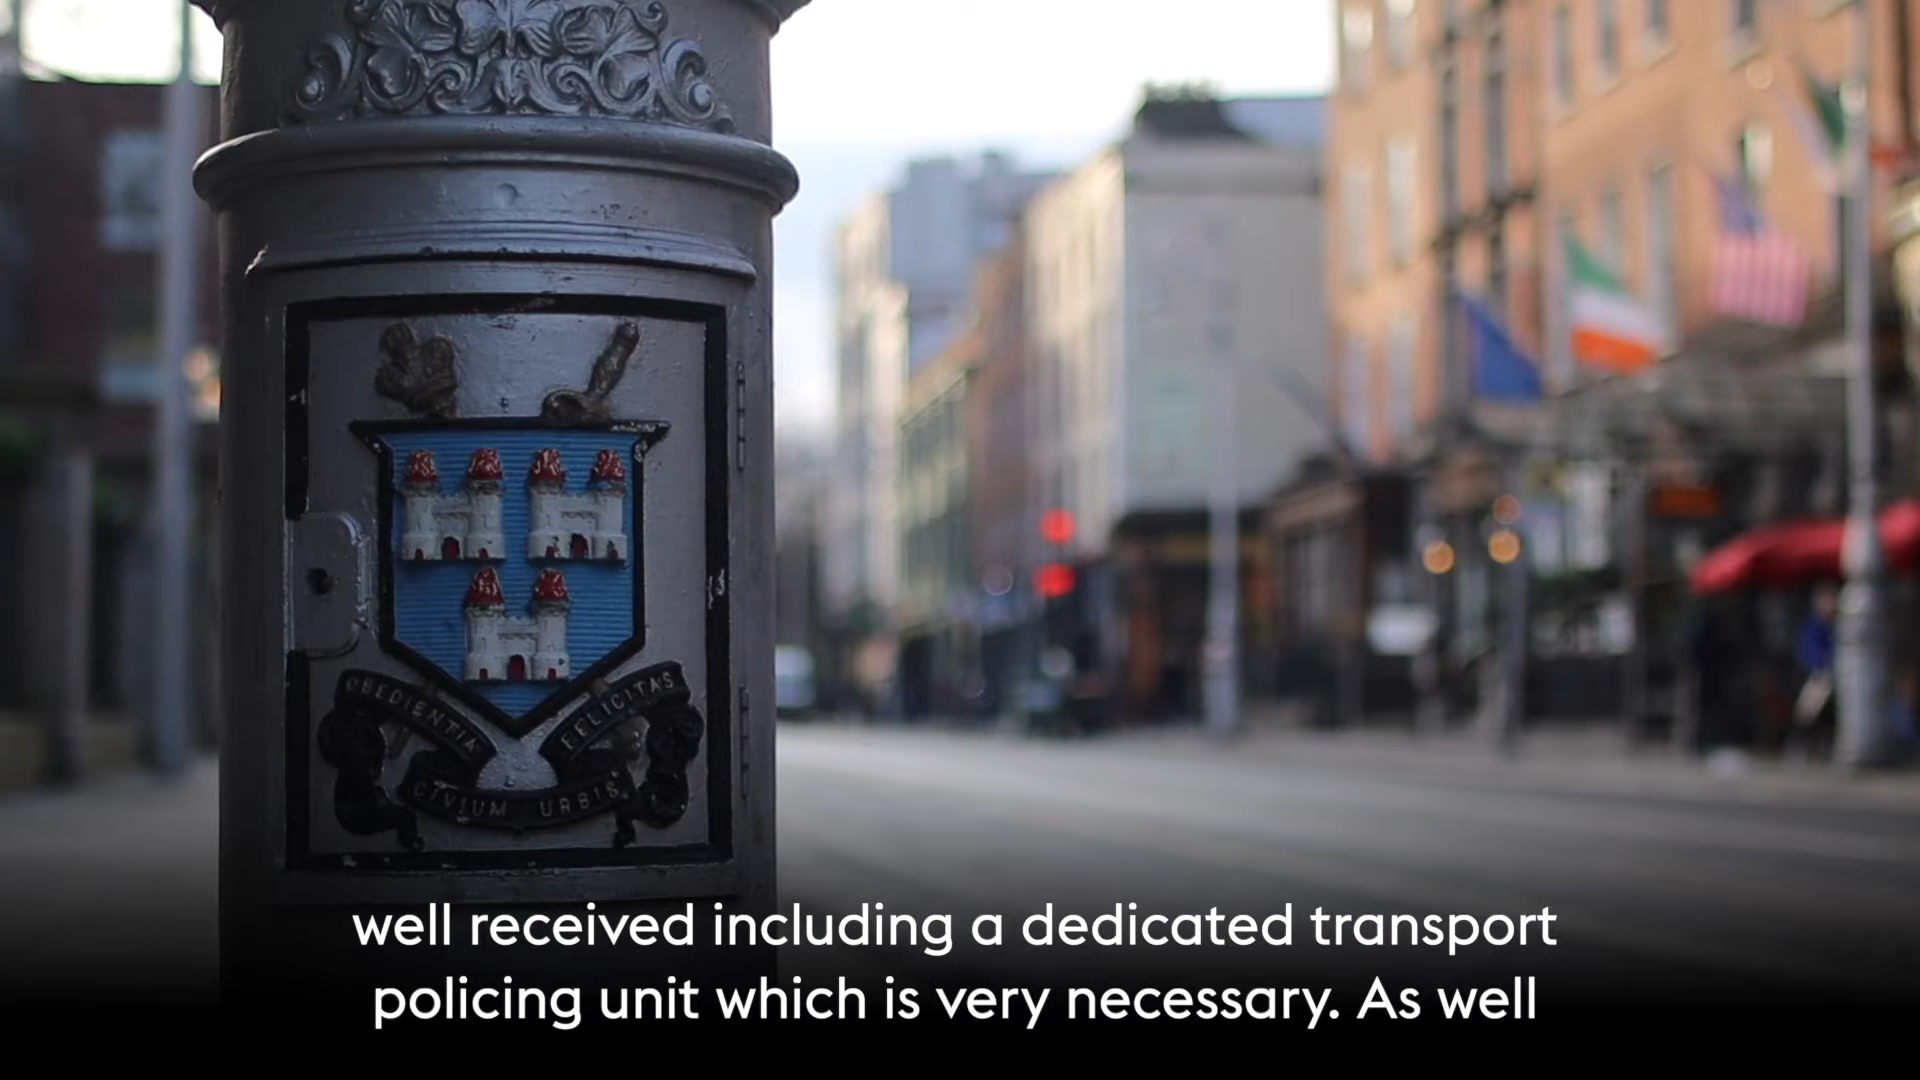 OBEDIENTIA
FELICITAS
CIVIUM URBIS
well received including a dedicated transport
policing unit which is very necessary. As well